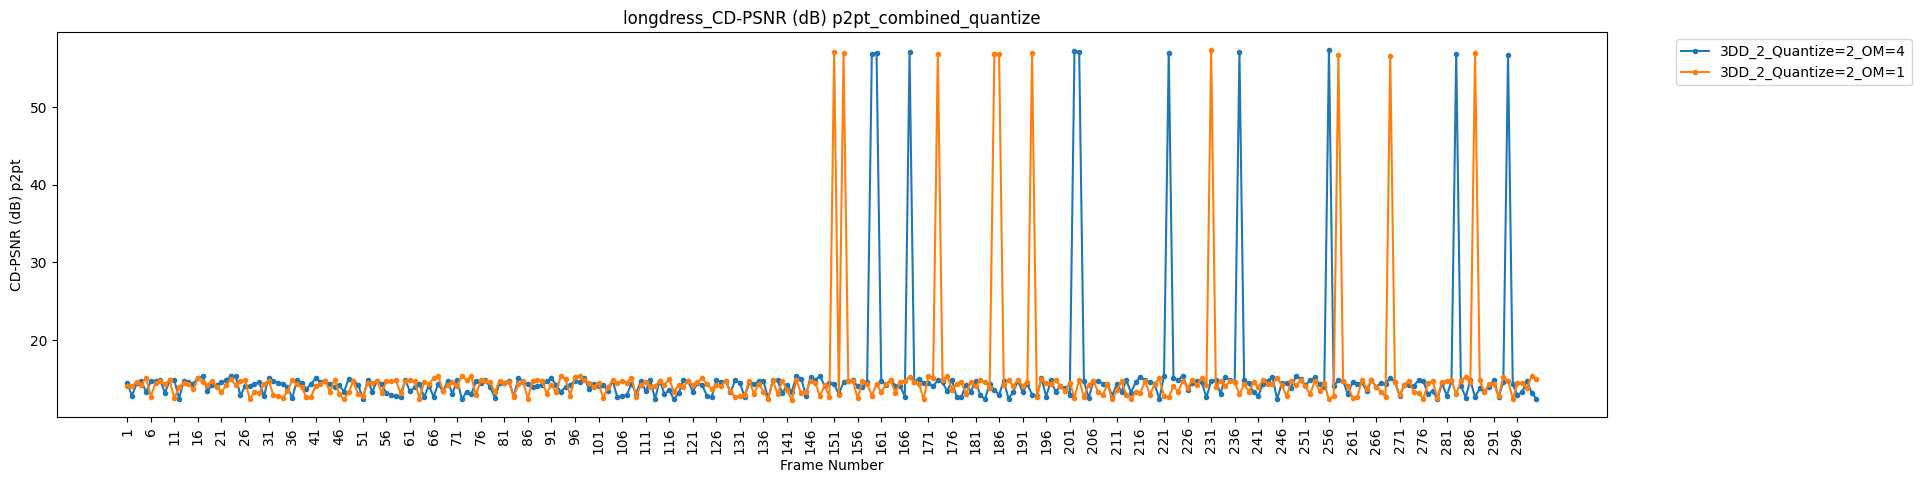 longdress_CD-PSNR (dB) p2pt_combined_quantize
3DD_2_Quantize=2_OM=4
3DD_2_Quantize=2_OM=1
CD-PSNR (dB) p2pt
50
40
30
20
1 6 11 16 21 26 31 36 41 46 51 56 61 66 71 76 81 86 91 96 101 106 111 116 121 126 131 136 141 146 151 156 161 166 171 176 181 186 191 196 201 206 211 216 221 226 231 236 241 246 251 256 261 266 271 276 281 286 291 296
Frame Number